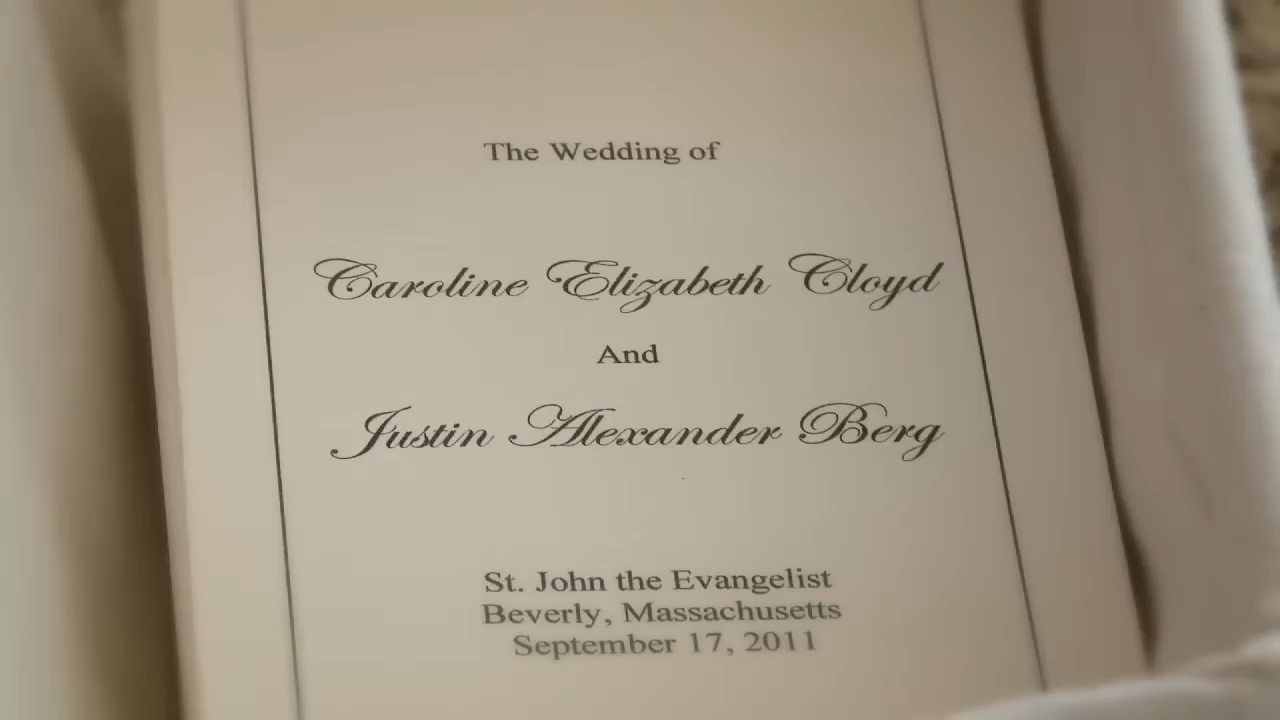 The Wedding of
Caroline Elizabeth Cloyd
And
Justin Alexander Berg
St. John the Evangelist
Beverly, Massachusetts
September 17, 2011